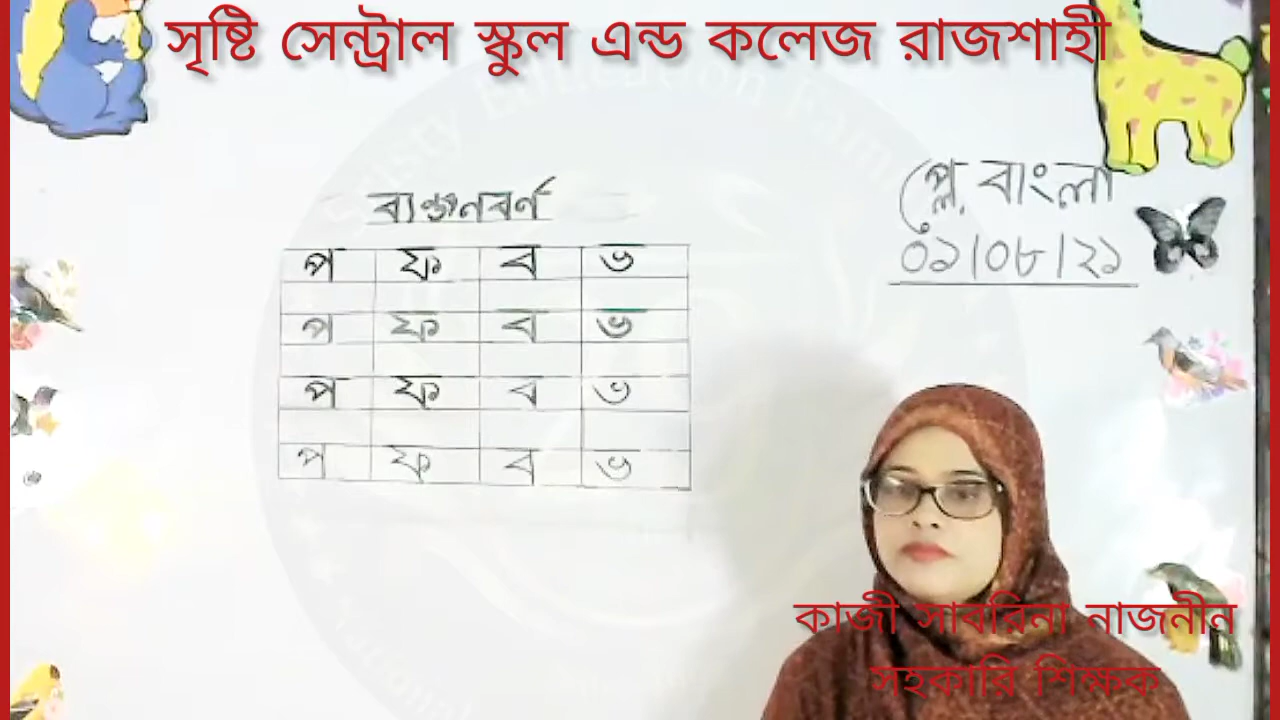 সৃষ্টি সেন্ট্রাল স্কুল এন্ড কলেজ রাজশাহী
প্লে, বাংলা
০১/০৮/২১
ব্যঞ্জনবর্ণ
প ফ ব ভ
প ফ ব ভ
প ফ ব ভ
প ফ ব ভ
কাজী সাবরিনা নাজনীন
সহকারি শিক্ষক